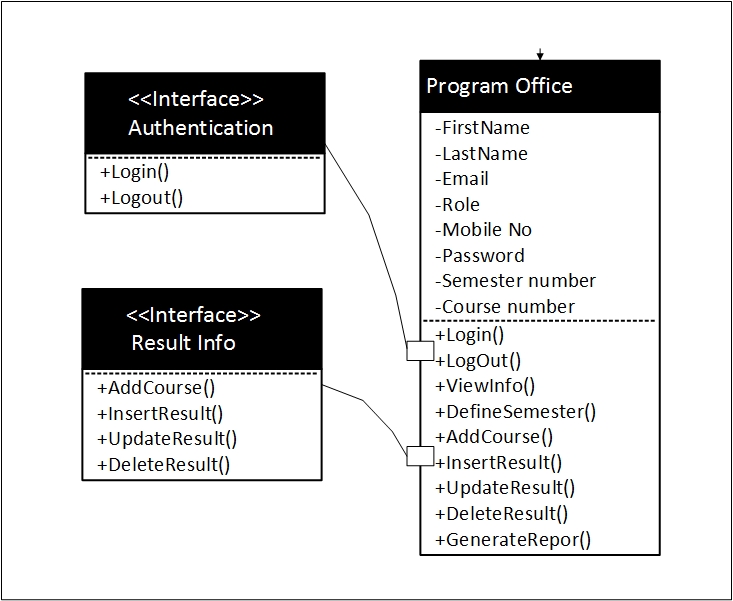 <<Interface>>
Authentication
+Login()
+Logout()
<<Interface>>
Result Info
+AddCourse()
+InsertResult()
+UpdateResult()
+DeleteResult()
Program Office
-FirstName
-LastName
-Email
-Role
-Mobile No
-Password
-Semester number
-Course number
+Login()
+LogOut()
+ViewInfo()
+DefineSemester()
+AddCourse()
+InsertResult()
+UpdateResult()
+DeleteResult()
+GenerateRepor()